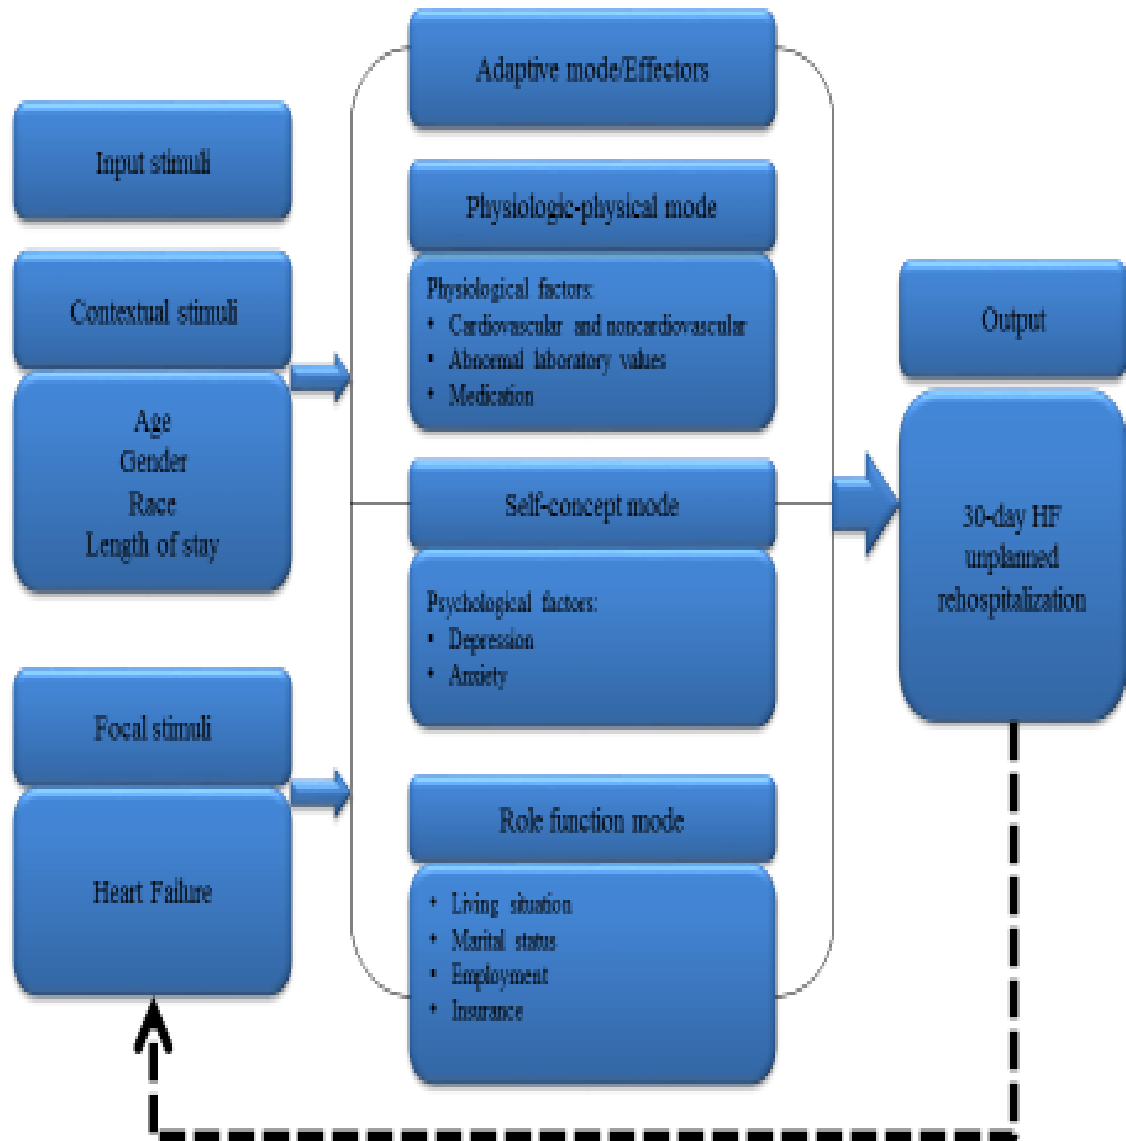 Input stimuli
Contextual stimuli
Age
Gender
Race
Length of stay
Focal stimuli
Heart Failure
Adaptive mode/Effectors
Physiologic-physical mode
Physiological factors:
• Cardiovascular and noncardiovascular
• Abnormal laboratory values
• Medication
Self-concept mode
Psychological factors:
• Depression
• Anxiety
Role function mode
• Living situation
• Marital status
• Employment
• Insurance
Output
30-day HF
unplanned
rehospitalization